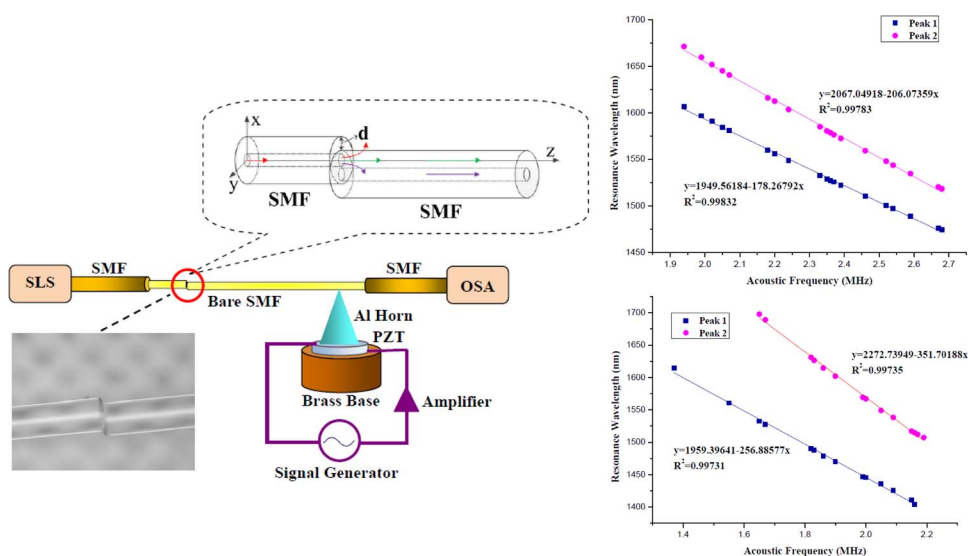 x
d
y
z
SMF
SMF
SLS
SMF
SMF
OSA
Bare SMF
Al Horn
PZT
Brass Base
Amplifier
Signal Generator
Peak 1
Peak 2
y=2067.04918-206.07359x
R²=0.99783
y=1949.56184-178.26792x
R²=0.99832
Resonance Wavelength (nm)
1700
1650
1600
1550
1500
1450
1.9 2.0 2.1 2.2 2.3 2.4 2.5 2.6 2.7
Acoustic Frequency (MHz)
Peak 1
Peak 2
y=2272.73949-351.70188x
R²=0.99735
y=1959.39641-256.88577x
R²=0.99731
Resonance Wavelength (nm)
1700
1650
1600
1550
1500
1450
1400
1.4 1.6 1.8 2.0 2.2
Acoustic Frequency (MHz)